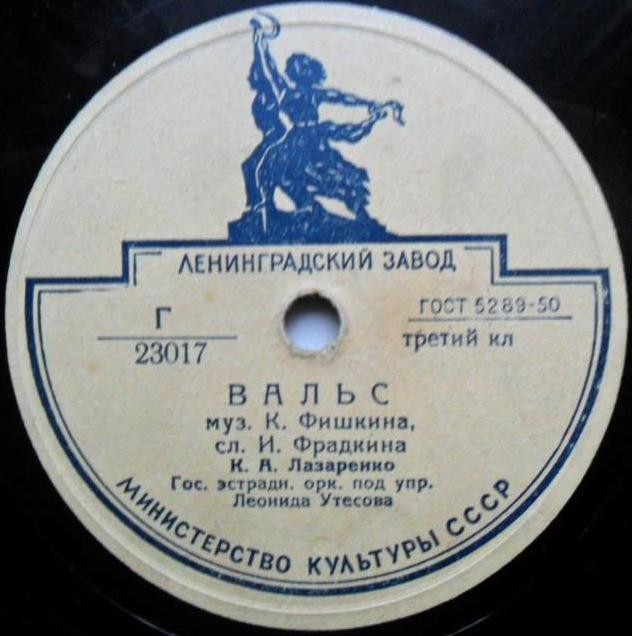 ЛЕНИНГРАДСКИЙ ЗАВОД
Г
23017
ГОСТ 5289-50
третий кл
ВАЛЬС
муз. К. Фишкина,
сл. И. Фрадкина
К. А. Лазаренко
Гос. эстрадн. орк. под упр.
Леонида Утесова
МИНИСТЕРСТВО КУЛЬТУРЫ СССР